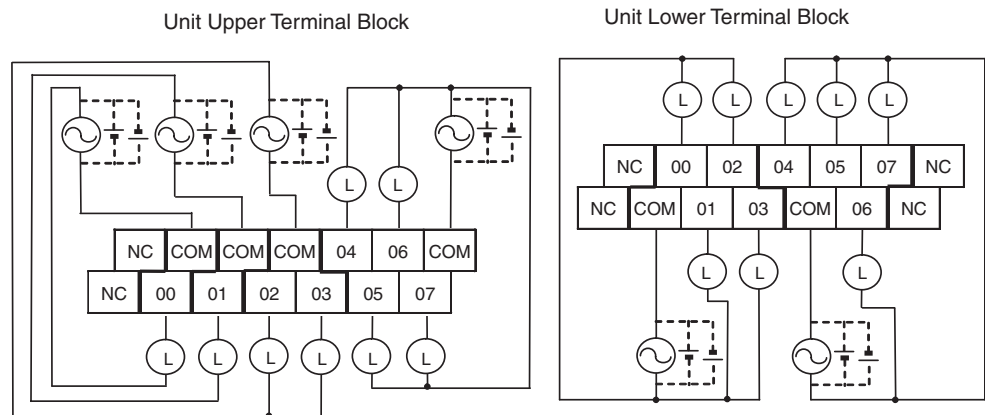 Unit Upper Terminal Block
Unit Lower Terminal Block
L L
NC COM COM COM 04 06 COM
NC 00 01 02 03 05 07
L L L L L L
L L L L L
NC 00 02 04 05 07 NC
NC COM 01 03 COM 06 NC
L L L